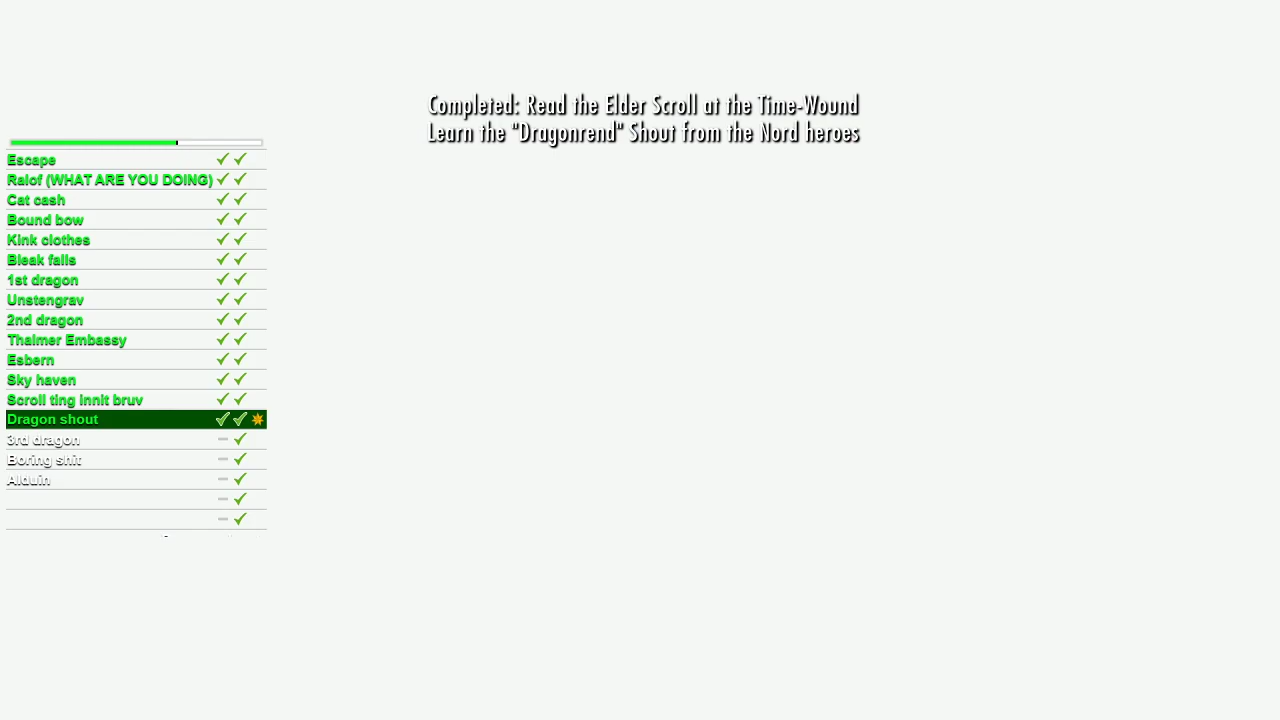 Completed: Read the Elder Scroll at the Time-Wound
Learn the "Dragonrend" Shout from the Nord heroes
Escape
Ralof (WHAT ARE YOU DOING)
Cat cash
Bound bow
Kink clothes
Bleak falls
1st dragon
Unstengrav
2nd dragon
Thalmer Embassy
Esbern
Sky haven
Scroll ting innit bruv
Dragon shout
3rd dragon
Boring shit
Alduin